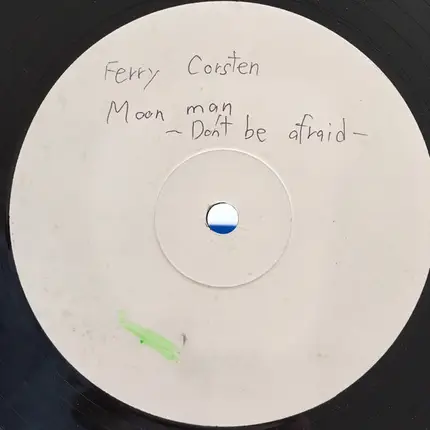 Ferry Corsten
Moon man
~ Don't be afraid -